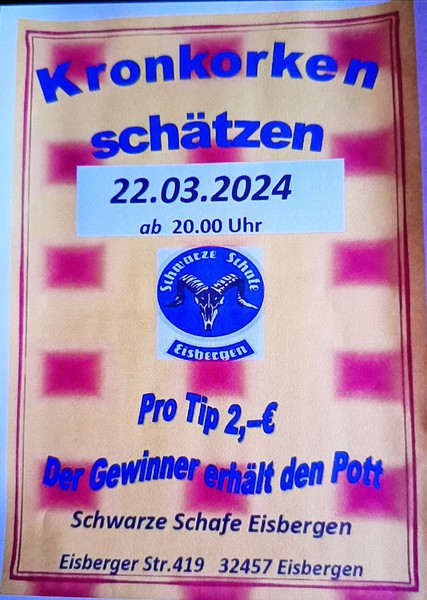 Kronkorken
schätzen
22.03.2024
ab 20.00 Uhr
Schwarze Schafe
Eisbergen
Pro Tip 2,--€
Der Gewinner erhält den Pott
Schwarze Schafe Eisbergen
Eisberger Str.419 32457 Eisbergen